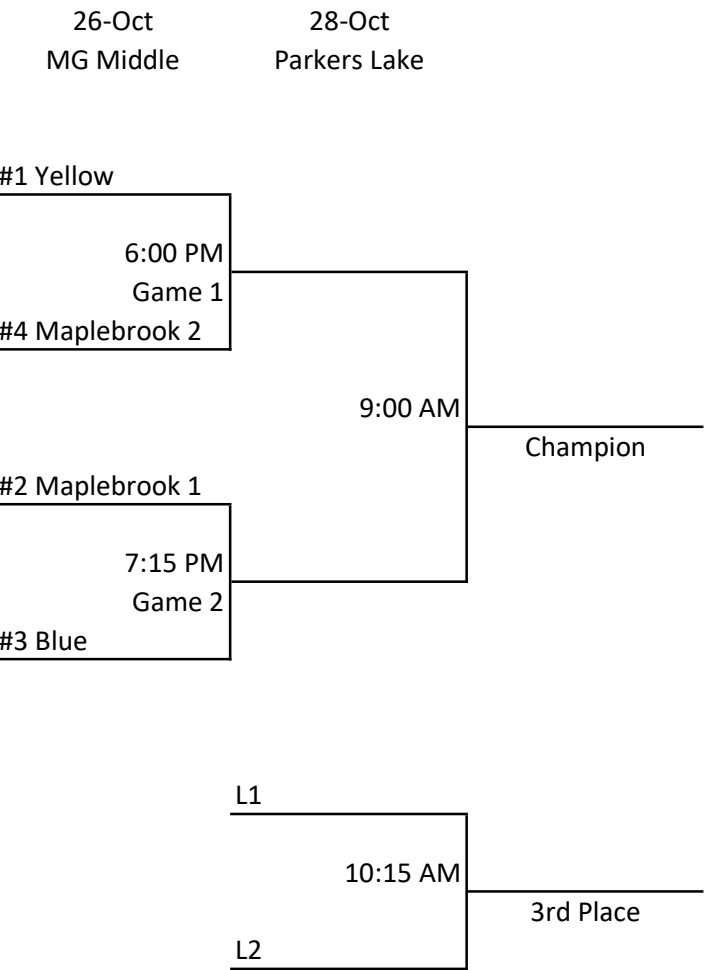 26-Oct 28-Oct
MG Middle Parkers Lake
#1 Yellow
6:00 PM
Game 1
#4 Maplebrook 2
9:00 AM
Champion
#2 Maplebrook 1
7:15 PM
Game 2
#3 Blue
L1
10:15 AM
3rd Place
L2